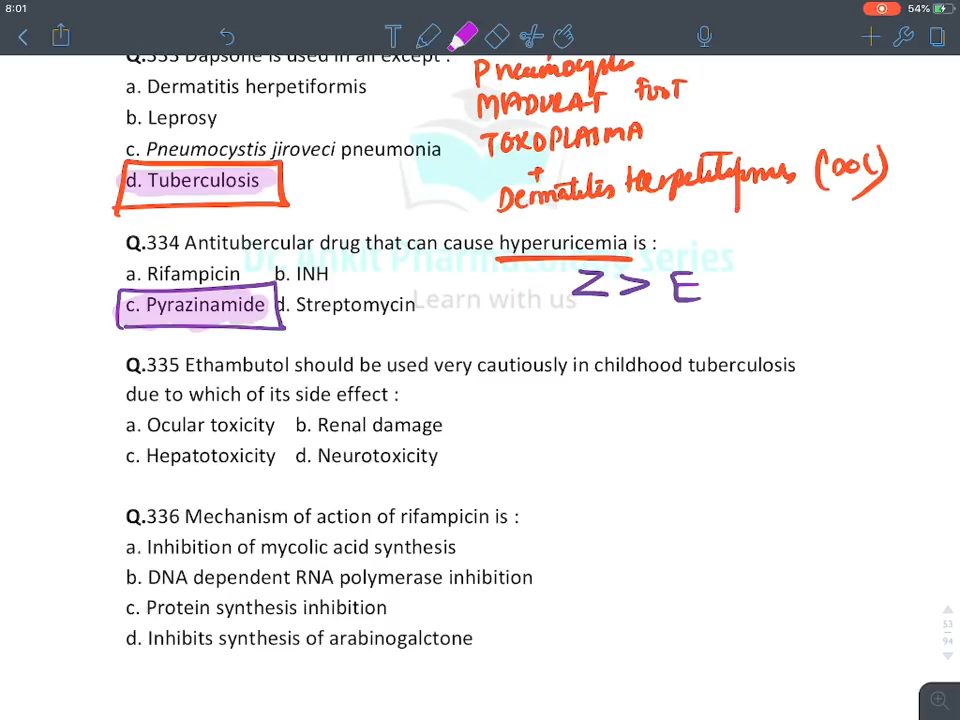 8:01
54%
T
Q.333 Dapsone is used in all except :
a. Dermatitis herpetiformis
b. Leprosy
c. Pneumocystis jiroveci pneumonia
d. Tuberculosis
Pneumocystis
MADURAT FOOT
TOXOPLASMA
+
Dermatitis Herpetiformis (DOC)
Q.334 Antitubercular drug that can cause hyperuricemia is :
a. Rifampicin b. INH
c. Pyrazinamide d. Streptomycin
Z > E
Dr. Ankit Pharmacology Series
Learn with us
Q.335 Ethambutol should be used very cautiously in childhood tuberculosis
due to which of its side effect :
a. Ocular toxicity b. Renal damage
c. Hepatotoxicity d. Neurotoxicity
Q.336 Mechanism of action of rifampicin is :
a. Inhibition of mycolic acid synthesis
b. DNA dependent RNA polymerase inhibition
c. Protein synthesis inhibition
d. Inhibits synthesis of arabinogalctone
53
94